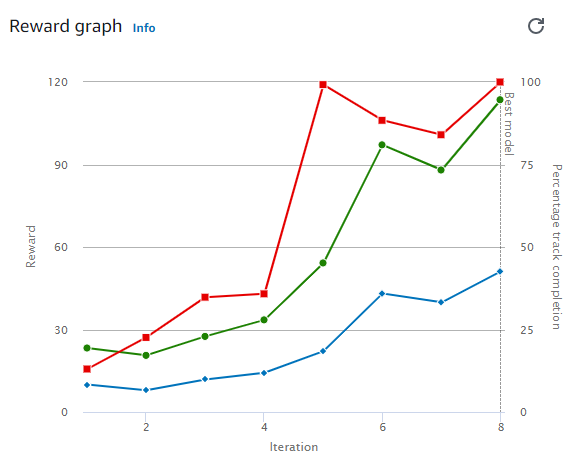 Reward graph Info
120
90
60
30
0
Reward
100
75
50
25
0
Percentage track completion
Best model
2
4
6
8
Iteration